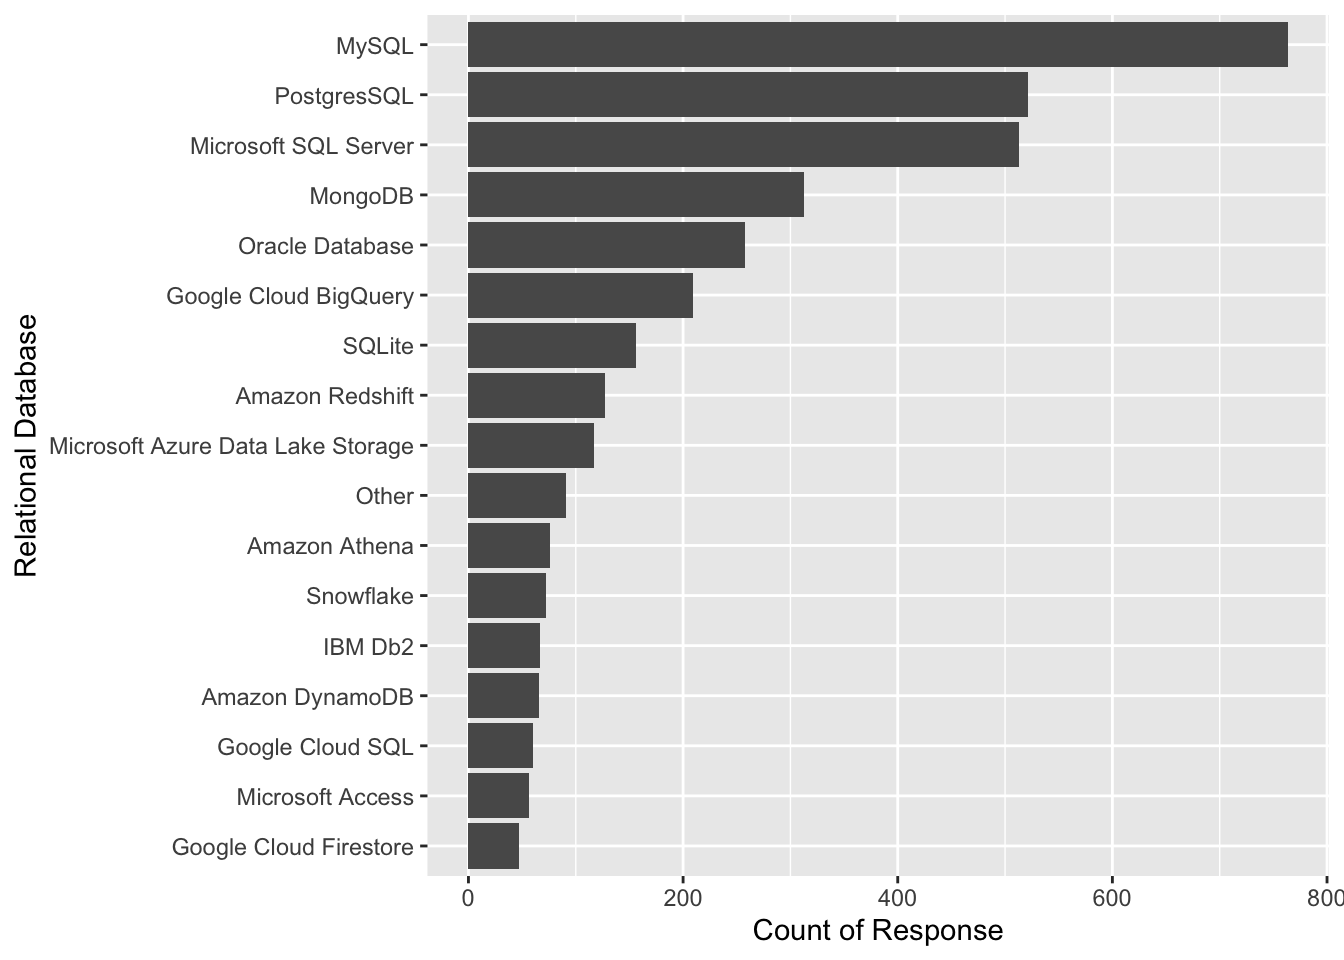 MySQL
PostgresSQL
Microsoft SQL Server
MongoDB
Oracle Database
Google Cloud BigQuery
SQLite
Amazon Redshift
Microsoft Azure Data Lake Storage
Other
Amazon Athena
Snowflake
IBM Db2
Amazon DynamoDB
Google Cloud SQL
Microsoft Access
Google Cloud Firestore
Relational Database
0 200 400 600 800
Count of Response